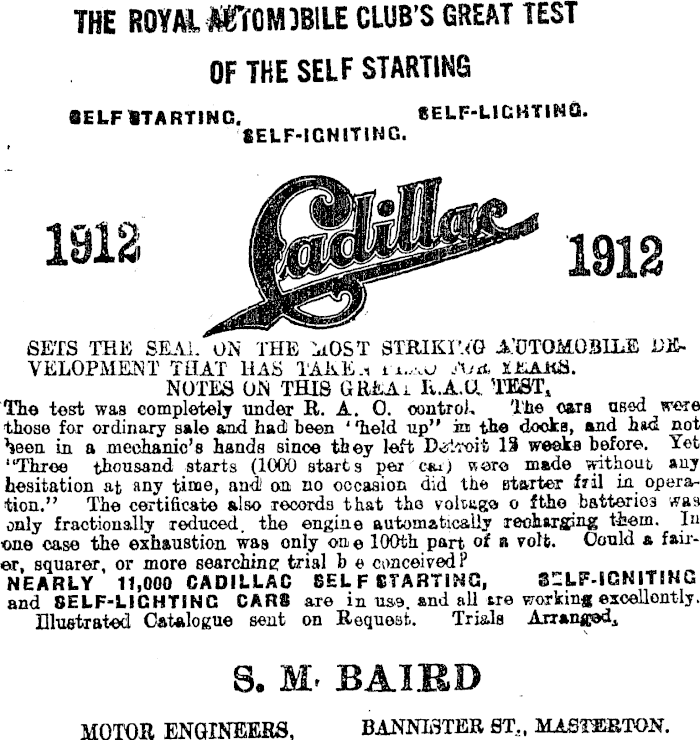 THE ROYAL AUTOMOBILE CLUB'S GREAT TEST
OF THE SELF STARTING
SELF STARTING. SELF-LIGHTING.
SELF-IGNITING.
1912 Cadillac 1912
SETS THE SEAL ON THE MOST STRIKING AUTOMOBILE DE-
VELOPMENT THAT HAS TAKEN FOR YEARS.
NOTES ON THIS GREAT R.A.C. TEST.
The test was completely under R. A. O. control. The cars used were
those for ordinary sale and had been "held up" in the docks, and had not
been in a mechanic's hands since they left Detroit 13 weeks before. Yet
"Three thousand starts (1000 starts per car) were made without any
hesitation at any time, and on no occasion did the starter fail in opera-
tion." The certificate also records that the voltage o fthe batteries was
only fractionally reduced, the engine automatically recharging them. In
one case the exhaustion was only one 100th part of a volt. Could a fair-
er, squarer, or more searching trial b e conceived?
NEARLY 11,000 CADILLAC SELF STARTING, SELF-IGNITING
and SELF-LIGHTING CARS are in use, and all are working excellently.
Illustrated Catalogue sent on Request. Trials Arranged.
S. M. BAIRD
MOTOR ENGINEERS, BANNISTER ST., MASTERTON.